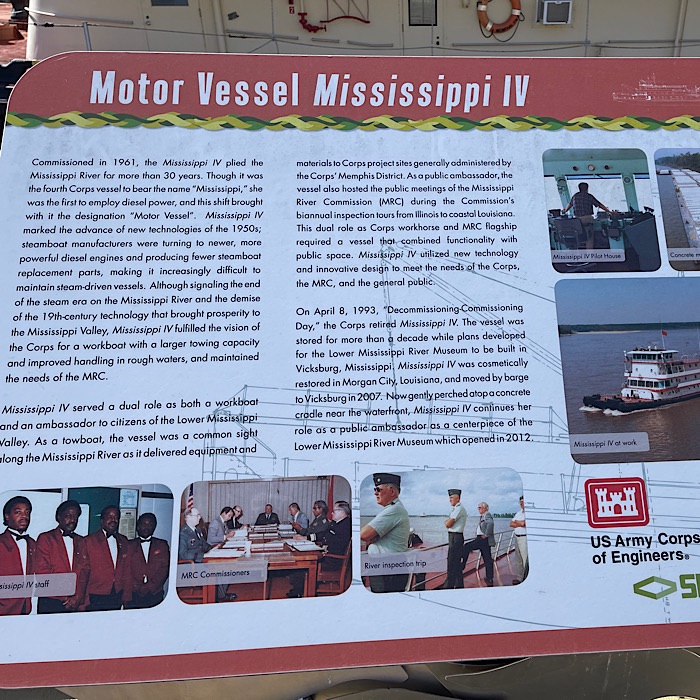 Motor Vessel Mississippi IV
Commissioned in 1961, the Mississippi IV plied the
Mississippi River for more than 30 years. Though it was
the fourth Corps vessel to bear the name "Mississippi," she
was the first to employ diesel power, and this shift brought
with it the designation "Motor Vessel". Mississippi IV
marked the advance of new technologies of the 1950s;
steamboat manufacturers were turning to newer, more
powerful diesel engines and producing fewer steamboat
replacement parts, making it increasingly difficult to
maintain steam-driven vessels. Although signaling the end
of the steam era on the Mississippi River and the demise
of the 19th-century technology that brought prosperity to
the Mississippi Valley, Mississippi IV fulfilled the vision of
the Corps for a workboat with a larger towing capacity
and improved handling in rough waters, and maintained
the needs of the MRC.
Mississippi IV served a dual role as both a workboat
and an ambassador to citizens of the Lower Mississippi
Valley. As a towboat, the vessel was a common sight
along the Mississippi River as it delivered equipment and
materials to Corps project sites generally administered by
the Corps' Memphis District. As a public ambassador, the
vessel also hosted the public meetings of the Mississippi
River Commission (MRC) during the Commission's
biannual inspection tours from Illinois to coastal Louisiana.
This dual role as Corps workhorse and MRC flagship
required a vessel that combined functionality with
public space. Mississippi IV utilized new technology
and innovative design to meet the needs of the Corps,
the MRC, and the general public.
On April 8, 1993, "Decommissioning-Commissioning
Day," the Corps retired Mississippi IV. The vessel was
stored for more than a decade while plans developed
for the Lower Mississippi River Museum to be built in
Vicksburg, Mississippi. Mississippi IV was cosmetically
restored in Morgan City, Louisiana, and moved by barge
to Vicksburg in 2007. Now gently perched atop a concrete
cradle near the waterfront, Mississippi IV continues her
role as a public ambassador as a centerpiece of the
Lower Mississippi River Museum which opened in 2012.
Mississippi IV Pilot House
Concrete m
Mississippi IV at work
ssissippi IV staff
MRC Commissioners
River inspection trip
US Army Corps
of Engineers®